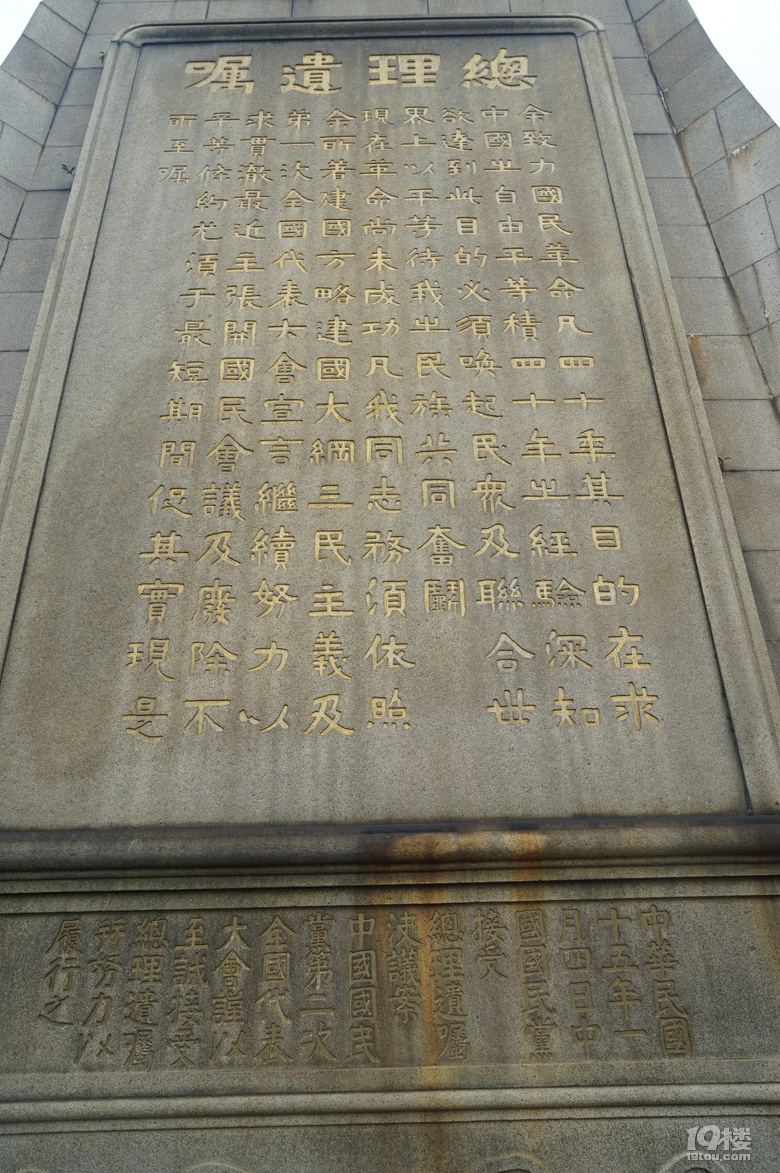 總理遺嘱
余致力國民革命凡四十年其目的在求
中國之自由平等積四十年之經驗深知
欲達到此目的必須喚起民衆及聯合世
界上以平等待我之民族共同奮鬭
現在革命尚未成功凡我同志務須依照
余所著建國方略建國大綱三民主義及
第一次全國代表大會宣言繼續努力以
求貫徹最近主張開國民會議及廢除不
平等條約尤須于最短期間促其實現是
所至嘱
中華民國
十五年一
月四日中
國國民黨
接受
總理遺囑
決議案
中國國民
黨第二次
全國代表
大會謹以
至誠接受
總理遺囑
并努力以
履行之
19楼
19lou.com